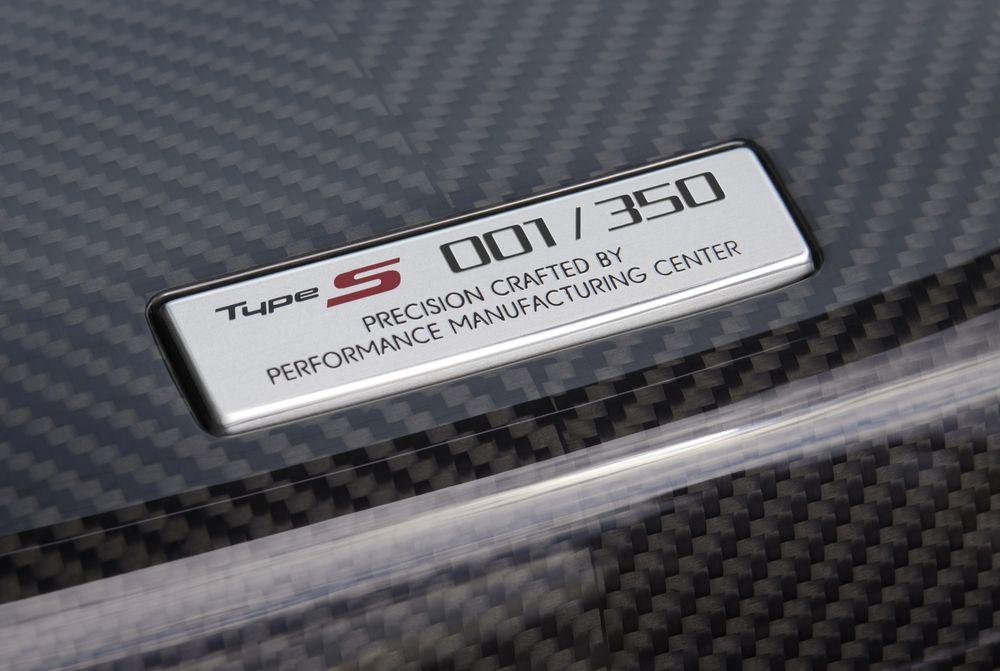 Type S 001/350
PRECISION CRAFTED BY
PERFORMANCE MANUFACTURING CENTER